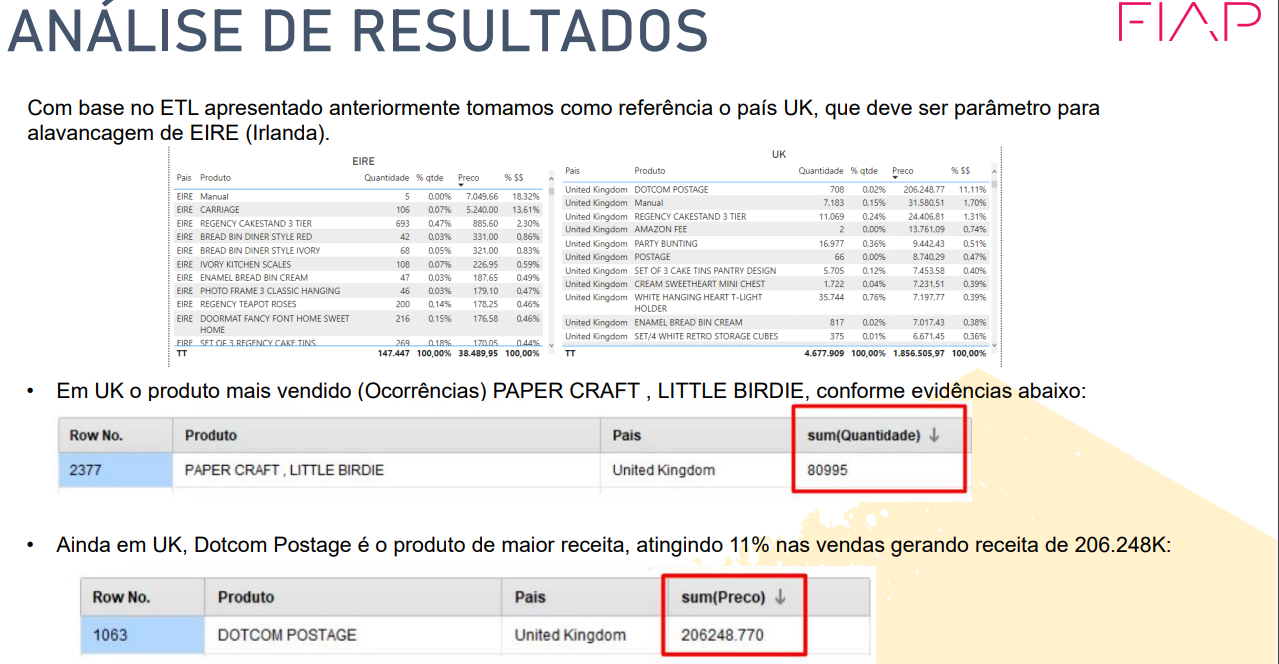 ANÁLISE DE RESULTADOS
FIAP
Com base no ETL apresentado anteriormente tomamos como referência o país UK, que deve ser parâmetro para
alavancagem de EIRE (Irlanda).
EIRE
Pais Produto Quantidade % qtde Preco % $$
EIRE Manual 5 0,00% 7.049,66 18,32%
EIRE CARRIAGE 106 0,07% 5.240,00 13,61%
EIRE REGENCY CAKESTAND 3 TIER 693 0,47% 885,60 2,30%
EIRE BREAD BIN DINER STYLE RED 42 0,03% 331,00 0,86%
EIRE BREAD BIN DINER STYLE IVORY 68 0,05% 321,00 0,83%
EIRE IVORY KITCHEN SCALES 108 0,07% 226,95 0,59%
EIRE ENAMEL BREAD BIN CREAM 47 0,03% 187,65 0,49%
EIRE PHOTO FRAME 3 CLASSIC HANGING 46 0,03% 179,10 0,47%
EIRE REGENCY TEAPOT ROSES 200 0,14% 178,25 0,46%
EIRE DOORMAT FANCY FONT HOME SWEET 216 0,15% 176,58 0,46%
HOME
EIRE SET OF 3 REGENCY CAKE TINS 269 0,18% 170,05 0,44%
TT 147.447 100,00% 38.489,95 100,00%
UK
Pais Produto Quantidade % qtde Preco % $$
United Kingdom DOTCOM POSTAGE 708 0,02% 206.248,77 11,11%
United Kingdom Manual 7.183 0,15% 31.580,51 1,70%
United Kingdom REGENCY CAKESTAND 3 TIER 11.069 0,24% 24.406,81 1,31%
United Kingdom AMAZON FEE 2 0,00% 13.761,09 0,74%
United Kingdom PARTY BUNTING 16.977 0,36% 9.442,43 0,51%
United Kingdom POSTAGE 66 0,00% 8.740,29 0,47%
United Kingdom SET OF 3 CAKE TINS PANTRY DESIGN 5.705 0,12% 7.453,58 0,40%
United Kingdom CREAM SWEETHEART MINI CHEST 1.722 0,04% 7.231,51 0,39%
United Kingdom WHITE HANGING HEART T-LIGHT 35.744 0,76% 7.197,77 0,39%
HOLDER
United Kingdom ENAMEL BREAD BIN CREAM 817 0,02% 7.017,43 0,38%
United Kingdom SET/4 WHITE RETRO STORAGE CUBES 375 0,01% 6.671,45 0,36%
TT 4.677.909 100,00% 1.856.505,97 100,00%
• Em UK o produto mais vendido (Ocorrências) PAPER CRAFT , LITTLE BIRDIE, conforme evidências abaixo:
Row No. Produto Pais sum(Quantidade) ↓
2377 PAPER CRAFT , LITTLE BIRDIE United Kingdom 80995
• Ainda em UK, Dotcom Postage é o produto de maior receita, atingindo 11% nas vendas gerando receita de 206.248K:
Row No. Produto Pais sum(Preco) ↓
1063 DOTCOM POSTAGE United Kingdom 206248.770